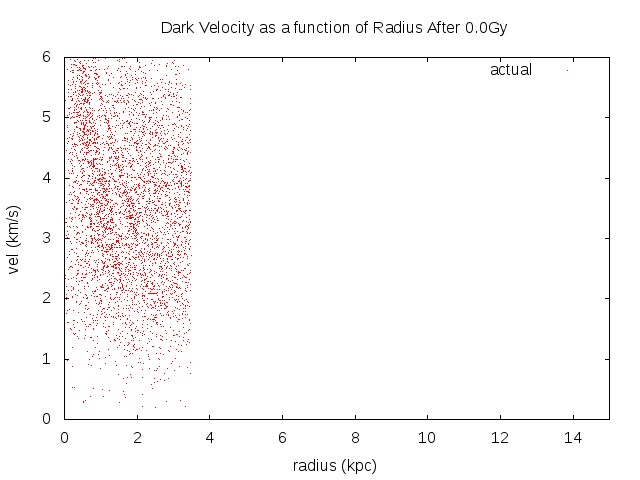 Dark Velocity as a function of Radius After 0.0Gy
actual
6
5
4
3
2
1
0
vel (km/s)
0 2 4 6 8 10 12 14
radius (kpc)